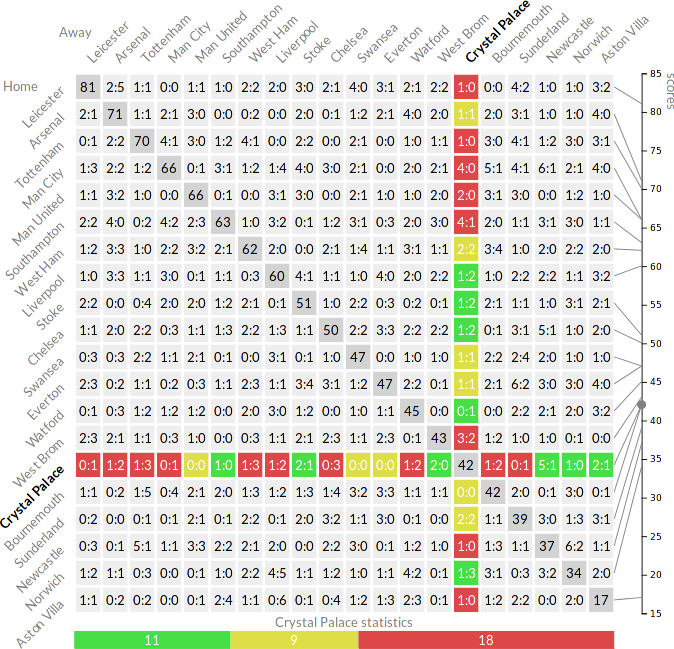 Away
Leicester Arsenal Tottenham Man City Man United Southampton West Ham Liverpool Stoke Chelsea Swansea Everton Watford West Brom Crystal Palace Bournemouth Sunderland Newcastle Norwich Aston Villa
Home
Leicester 81 2:5 1:1 0:0 1:1 1:0 2:2 2:0 3:0 2:1 4:0 3:1 2:1 2:2 1:0 0:0 4:2 1:0 1:0 3:2
Arsenal 2:1 71 1:1 2:1 3:0 0:0 0:2 0:0 2:0 0:1 1:2 2:1 4:0 2:0 1:1 2:0 3:1 1:0 1:0 4:0
Tottenham 0:1 2:2 70 4:1 3:0 1:2 4:1 0:0 2:2 0:0 2:1 0:0 1:0 1:1 1:0 3:0 4:1 1:2 3:0 3:1
Man City 1:3 2:2 1:2 66 0:1 3:1 1:2 1:4 4:0 3:0 2:1 0:0 2:0 2:1 4:0 5:1 4:1 6:1 2:1 4:0
Man United 1:1 3:2 1:0 0:0 66 0:1 0:0 3:1 3:0 0:0 2:1 1:0 1:0 2:0 2:0 3:1 3:0 0:0 1:2 1:0
Southampton 2:2 4:0 0:2 4:2 2:3 63 1:0 3:2 0:1 1:2 3:1 0:3 2:0 3:0 4:1 2:0 1:1 3:1 3:0 1:1
West Ham 1:2 3:3 1:0 2:2 3:2 2:1 62 2:0 0:0 2:1 1:4 1:1 3:1 1:1 2:2 3:4 1:0 2:0 2:2 2:0
Liverpool 1:0 3:3 1:1 3:0 0:1 1:1 0:3 60 4:1 1:1 1:0 4:0 2:0 2:2 1:2 1:0 2:2 2:2 1:1 3:2
Stoke 2:2 0:0 0:4 2:0 2:0 1:2 2:1 0:1 51 1:0 2:2 0:3 0:2 0:1 1:2 2:1 1:1 1:0 3:1 2:1
Chelsea 1:1 2:0 2:2 0:3 1:1 1:3 2:2 1:3 1:1 50 2:2 3:3 2:2 2:2 1:2 0:1 3:1 5:1 1:0 2:0
Swansea 0:3 0:3 2:2 1:1 2:1 0:1 0:0 3:1 0:1 1:0 47 0:0 1:0 1:0 1:1 2:2 2:4 2:0 1:0 1:0
Everton 2:3 0:2 1:1 0:2 0:3 1:1 2:3 1:1 3:4 3:1 1:2 47 2:2 0:1 1:1 2:1 6:2 3:0 3:0 4:0
Watford 0:1 0:3 1:2 1:2 1:2 0:0 2:0 3:0 1:2 0:0 1:0 1:1 45 0:0 0:1 0:0 2:2 2:1 2:0 3:2
West Brom 2:3 2:1 1:1 0:3 1:0 0:0 0:3 1:1 2:1 2:3 1:1 2:3 0:1 43 3:2 1:2 1:0 1:0 0:1 0:0
Crystal Palace 0:1 1:2 1:3 0:1 0:0 1:0 1:3 1:2 2:1 0:3 0:0 0:0 1:2 2:0 42 1:2 0:1 5:1 1:0 2:1
Bournemouth 1:1 0:2 1:5 0:4 2:1 2:0 1:3 1:2 1:3 1:4 3:2 3:3 1:1 1:1 0:0 42 2:0 0:1 3:0 0:1
Sunderland 0:2 0:0 0:1 0:1 2:1 0:1 2:2 0:1 2:0 3:2 1:1 3:0 0:1 0:0 2:2 1:1 39 3:0 1:3 3:1
Newcastle 0:3 0:1 5:1 1:1 3:3 2:2 2:1 2:0 0:0 2:2 3:0 0:1 1:2 1:0 1:0 1:3 1:1 37 6:2 1:1
Norwich 1:2 1:1 0:3 0:0 0:1 1:0 2:2 4:5 1:1 1:2 1:0 1:1 4:2 0:1 1:3 3:1 0:3 3:2 34 2:0
Aston Villa 1:1 0:2 0:2 0:0 0:1 2:4 1:1 0:6 0:1 0:4 1:2 1:3 2:3 0:1 1:0 1:2 2:2 0:0 2:0 17
85
80
75
70
65
60
55
50
45
40
35
30
25
20
15
scores
Crystal Palace statistics
11 9 18